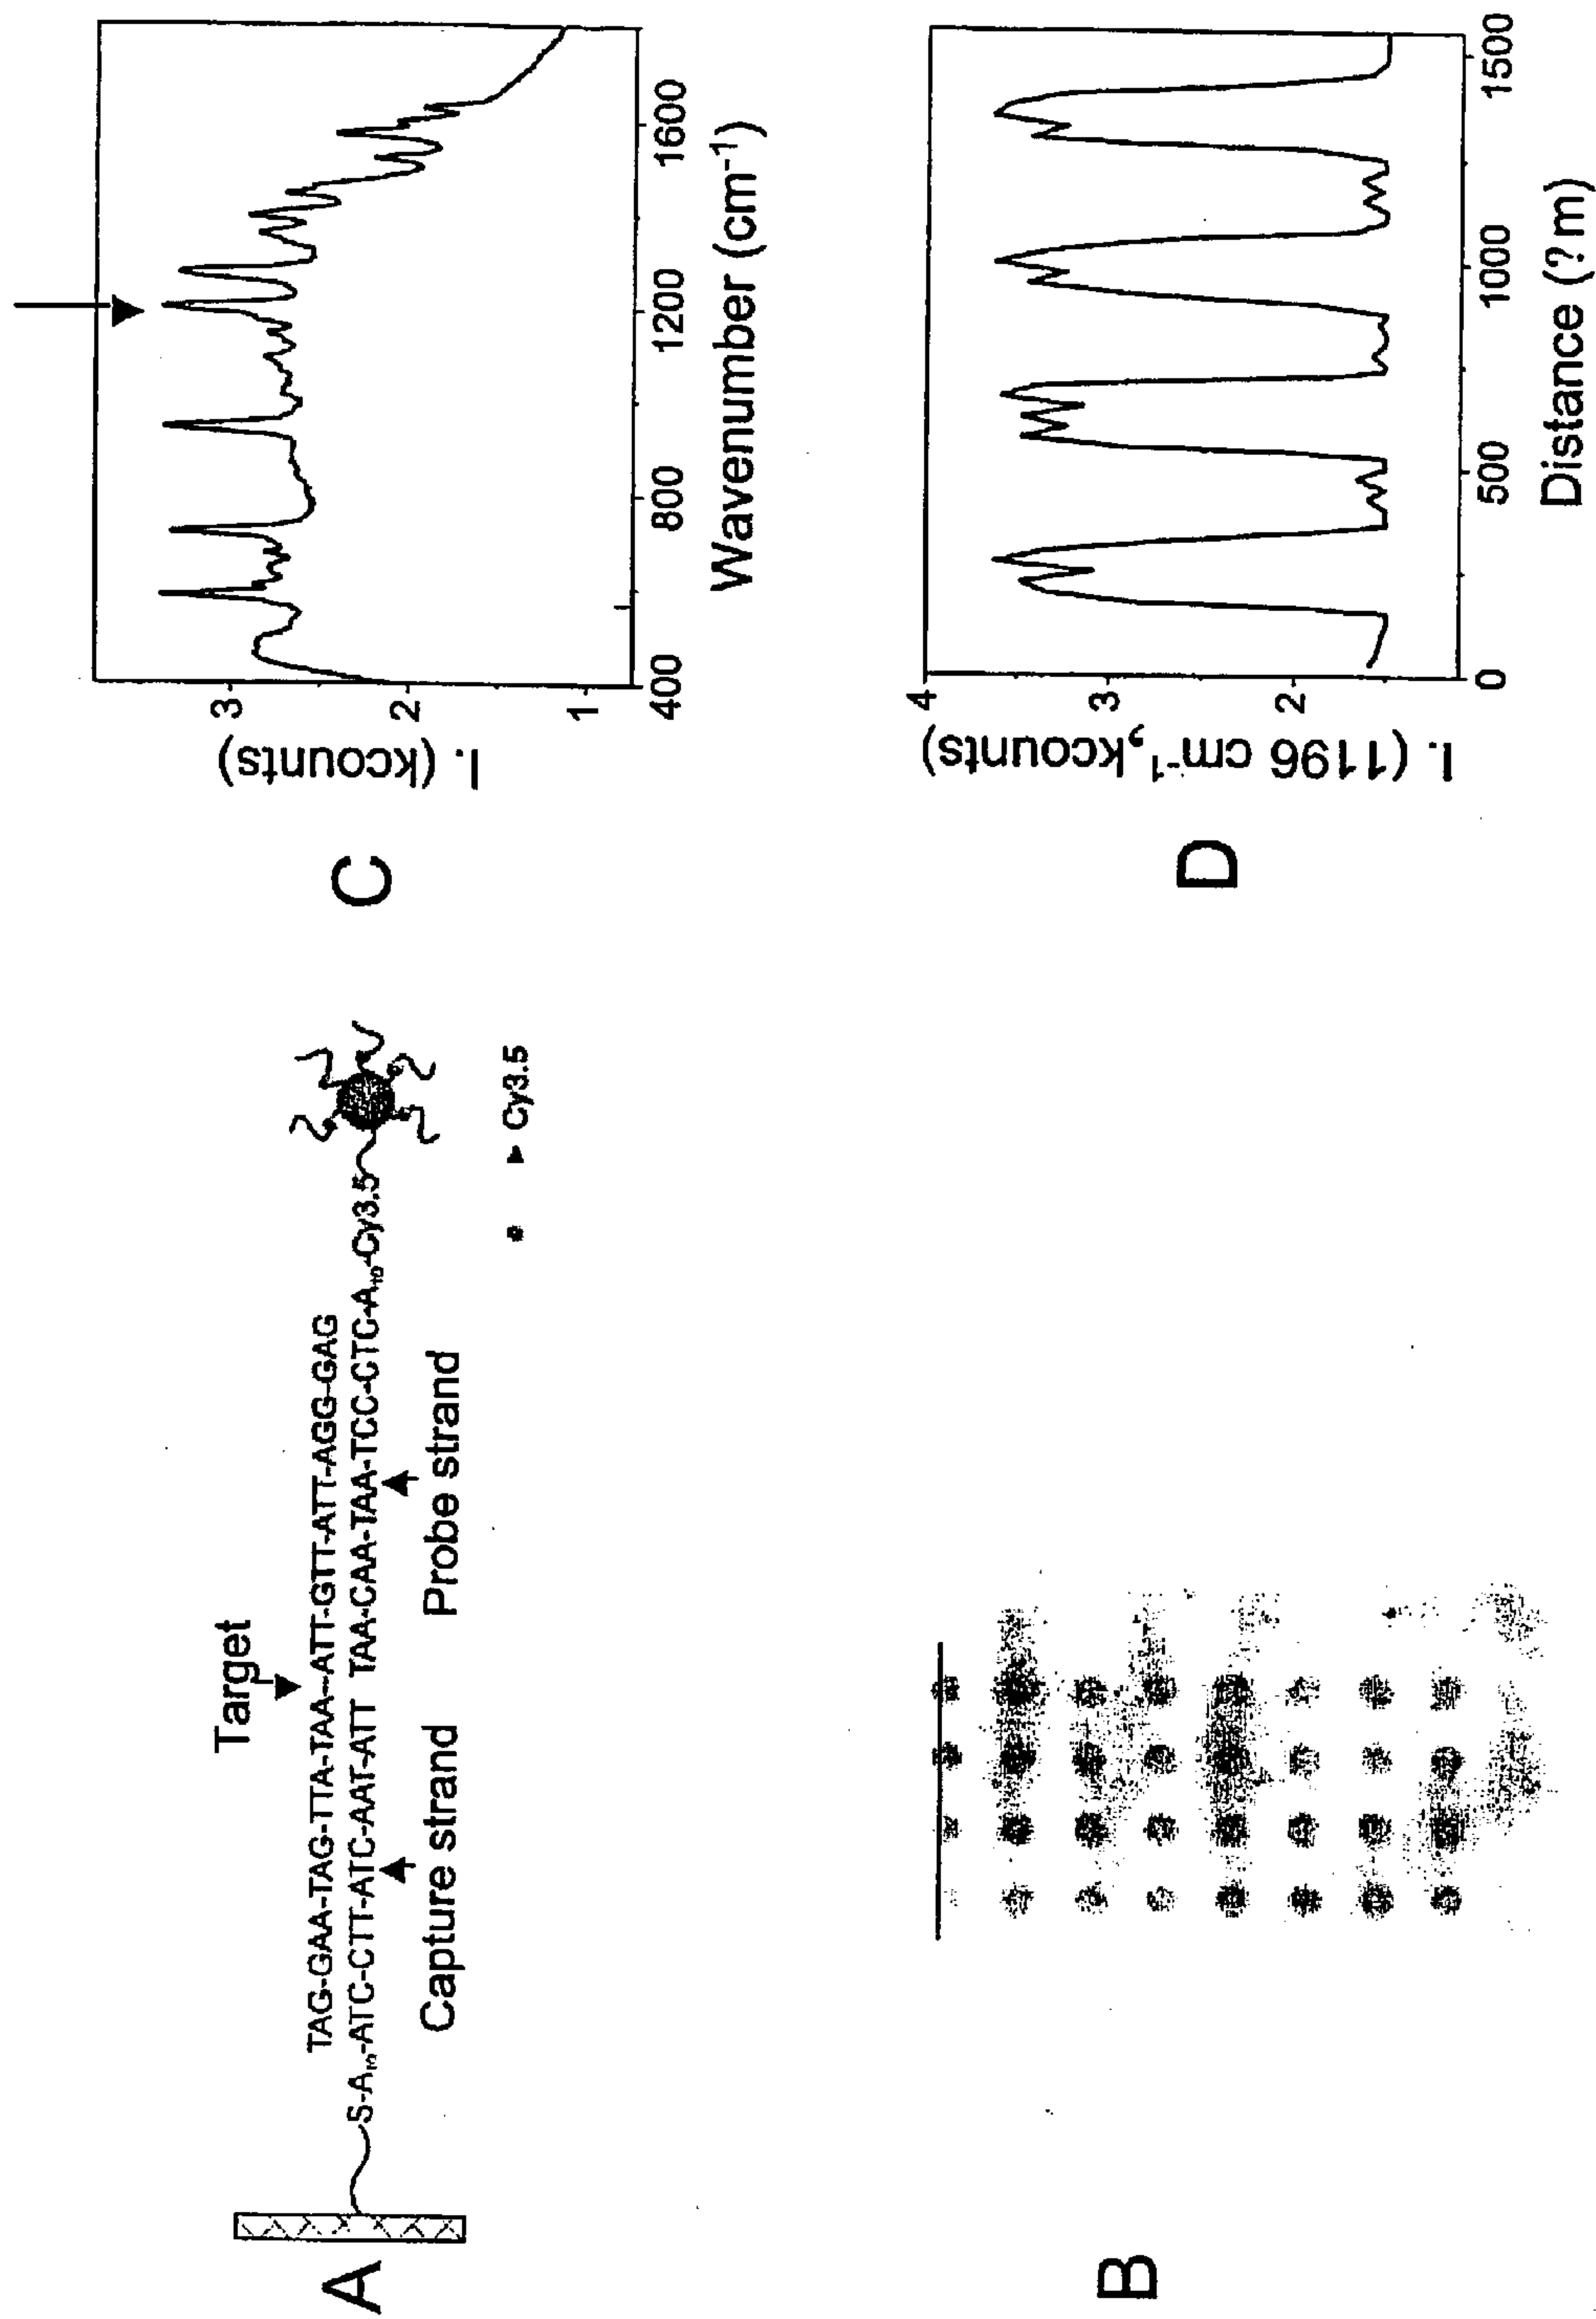 A
Target
TAG-GAA-TAG-TTA-TAA-ATT-GTT-ATT-AGG-GAG
S-A10-ATC-CTT-ATC-AAT-ATT TAA-CAA-TAA-TCC-CTC-A10-Cy3.5
Capture strand Probe strand
Cy3.5
B
C
I. (kcounts)
3
2
1
400 800 1200 1600
Wavenumber (cm-1)
D
I. (1196 cm-1,kcounts)
4
3
2
0 500 1000 1500
Distance (?m)